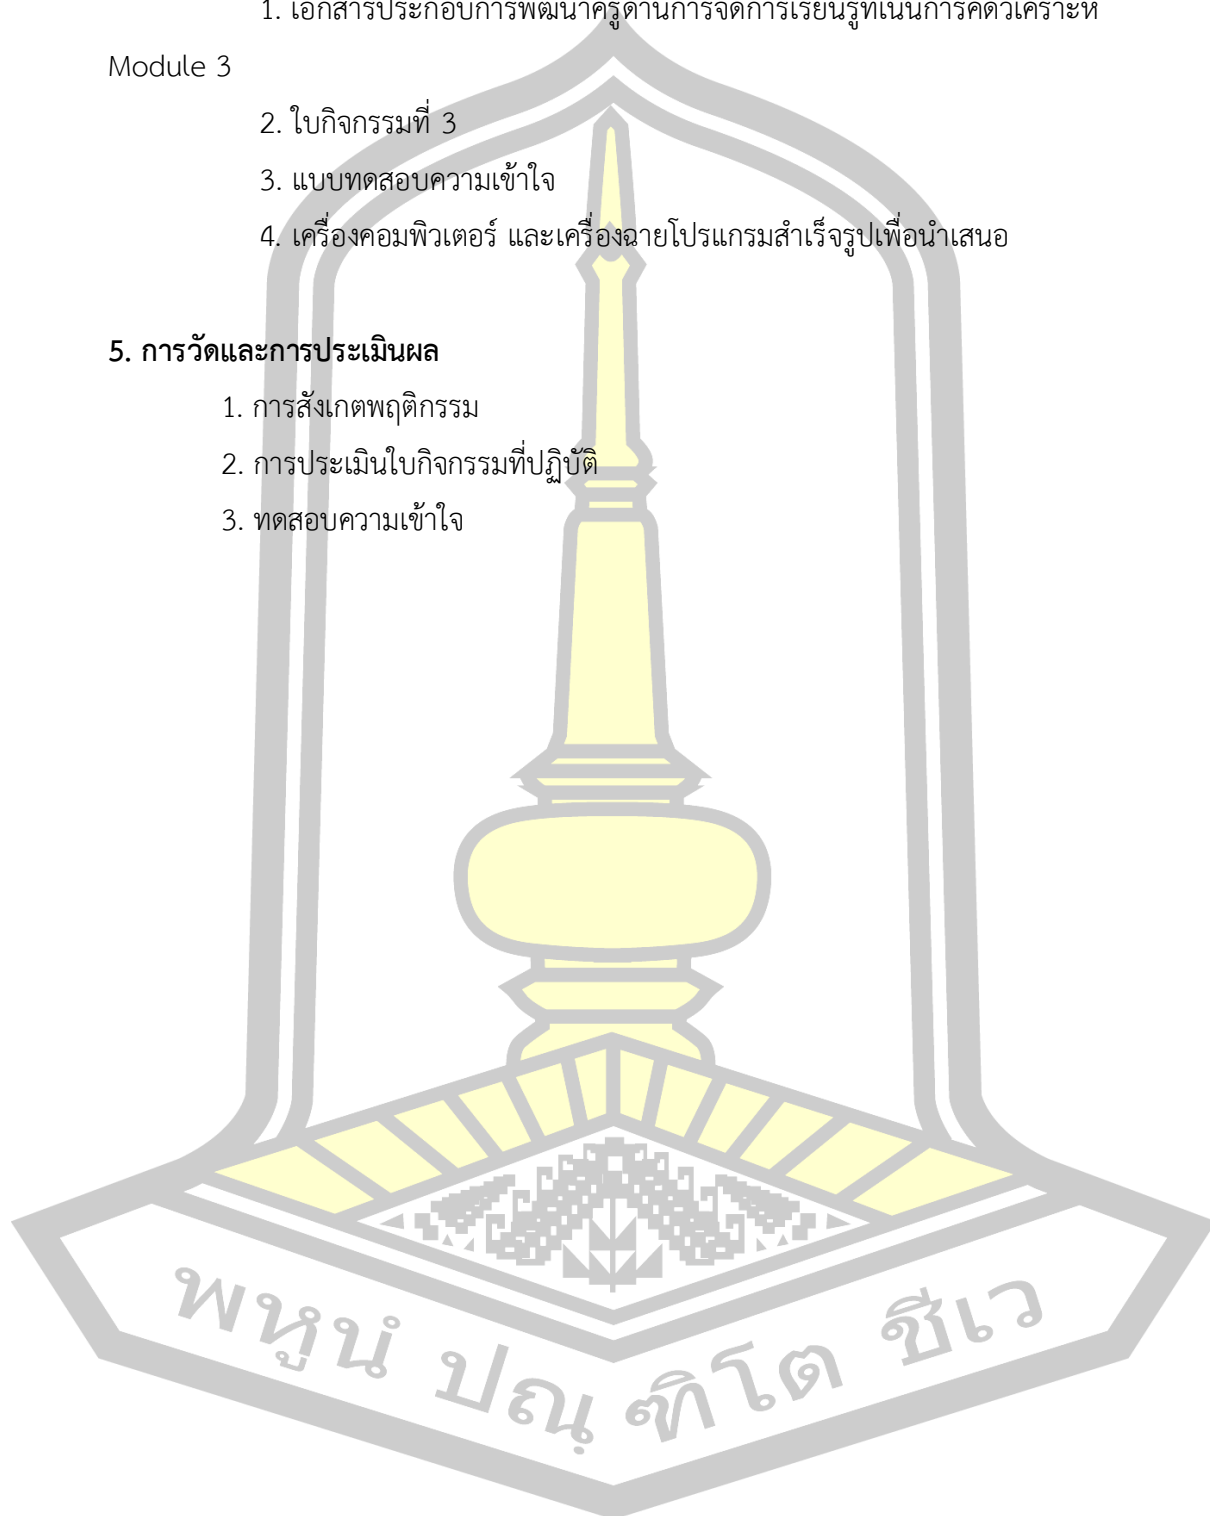 1. เอกสารประกอบการพัฒนาครูด้านการจัดการเรียนรู้ที่เน้นการคิดวิเคราะห์
Module 3
2. ใบกิจกรรมที่ 3
3. แบบทดสอบความเข้าใจ
4. เครื่องคอมพิวเตอร์ และเครื่องฉายโปรแกรมสำเร็จรูปเพื่อนำเสนอ
5. การวัดและการประเมินผล
1. การสังเกตพฤติกรรม
2. การประเมินใบกิจกรรมที่ปฏิบัติ
3. ทดสอบความเข้าใจ
พหูนํ ปณฺฑิโต ชีเว